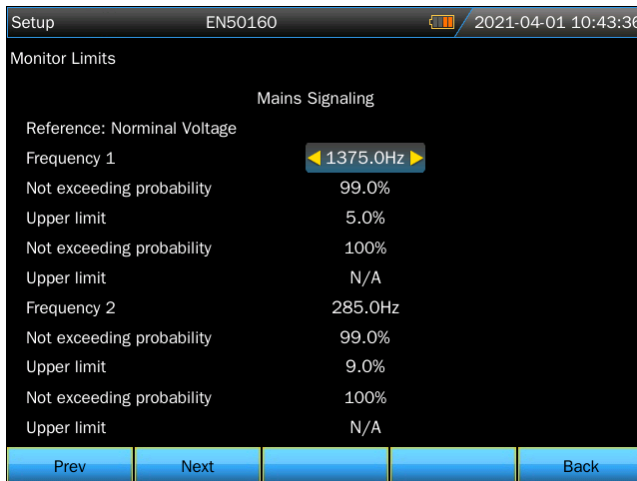 Setup EN50160 2021-04-01 10:43:36
Monitor Limits
Mains Signaling
Reference: Norminal Voltage
Frequency 1 1375.0Hz
Not exceeding probability 99.0%
Upper limit 5.0%
Not exceeding probability 100%
Upper limit N/A
Frequency 2 285.0Hz
Not exceeding probability 99.0%
Upper limit 9.0%
Not exceeding probability 100%
Upper limit N/A
Prev Next Back